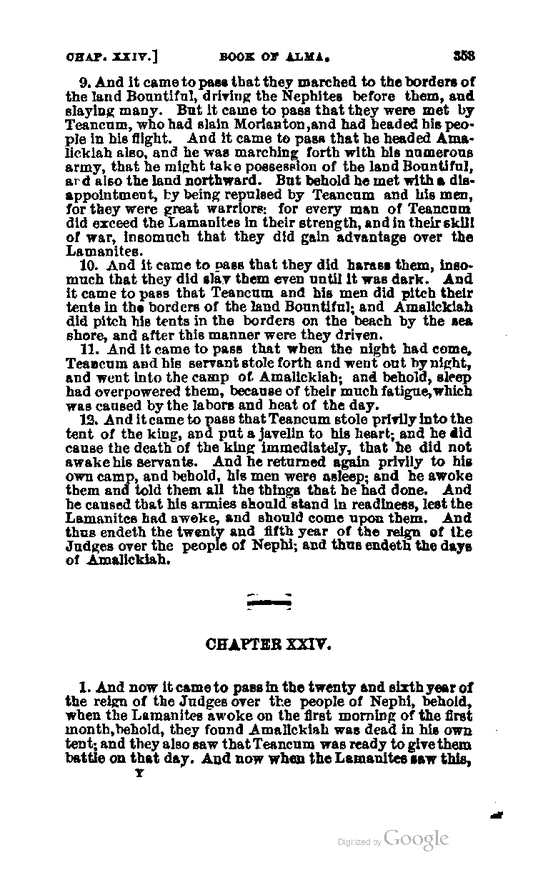 CHAP. XXIV.] BOOK OF ALMA. 353
9. And it came to pass that they marched to the borders of
the land Bountiful, driving the Nephites before them, and
slaying many. But it came to pass that they were met by
Teancum, who had slain Morianton, and had headed his peo-
ple in his flight. And it came to pass that he headed Ama-
lickiah also, and he was marching forth with his numerous
army, that he might take possession of the land Bountiful,
and also the land northward. But behold he met with a dis-
appointment, by being repulsed by Teancum and his men,
for they were great warriors: for every man of Teancum
did exceed the Lamanites in their strength, and in their skill
of war, insomuch that they did gain advantage over the
Lamanites.
10. And it came to pass that they did harass them, inso-
much that they did slay them even until it was dark. And
it came to pass that Teancum and his men did pitch their
tents in the borders of the land Bountiful; and Amalickiah
did pitch his tents in the borders on the beach by the sea
shore, and after this manner were they driven.
11. And it came to pass that when the night had come,
Teancum and his servant stole forth and went out by night,
and went into the camp of Amalickiah; and behold, sleep
had overpowered them, because of their much fatigue, which
was caused by the labors and heat of the day.
12. And it came to pass that Teancum stole privily into the
tent of the king, and put a javelin to his heart; and he did
cause the death of the king immediately, that he did not
awake his servants. And he returned again privily to his
own camp, and behold, his men were asleep; and he awoke
them and told them all the things that he had done. And
he caused that his armies should stand in readiness, lest the
Lamanites had awoke, and should come upon them. And
thus endeth the twenty and fifth year of the reign of the
Judges over the people of Nephi; and thus endeth the days
of Amalickiah.
CHAPTER XXIV.
1. And now it came to pass in the twenty and sixth year of
the reign of the Judges over the people of Nephi, behold,
when the Lamanites awoke on the first morning of the first
month, behold, they found Amalickiah was dead in his own
tent; and they also saw that Teancum was ready to give them
battle on that day. And now when the Lamanites saw this,
Y
Digitized by Google